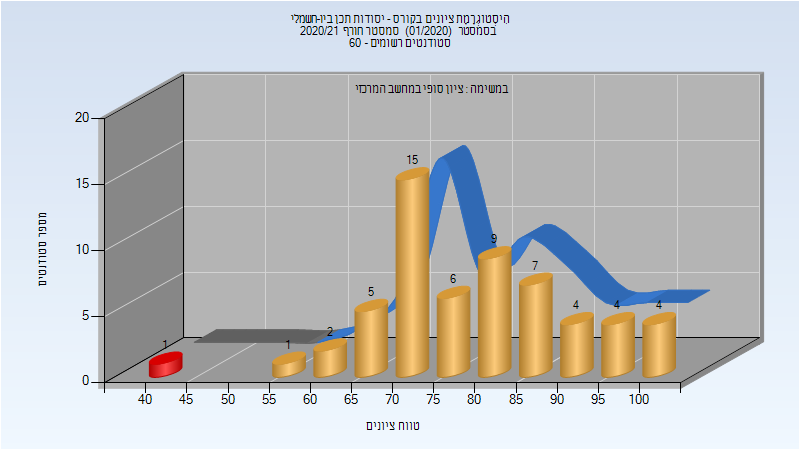 היסטוגרמת ציונים בקורס - יסודות תכן ביו-חשמלי
בסמסטר (01/2020) סמסטר חורף 2020/21
סטודנטים רשומים - 60
במשימה : ציון סופי במחשב המרכזי
מספר סטודנטים
20
15
10
5
0
1
1
2
5
15
6
9
7
4
4
4
40 45 50 55 60 65 70 75 80 85 90 95 100
טווח ציונים